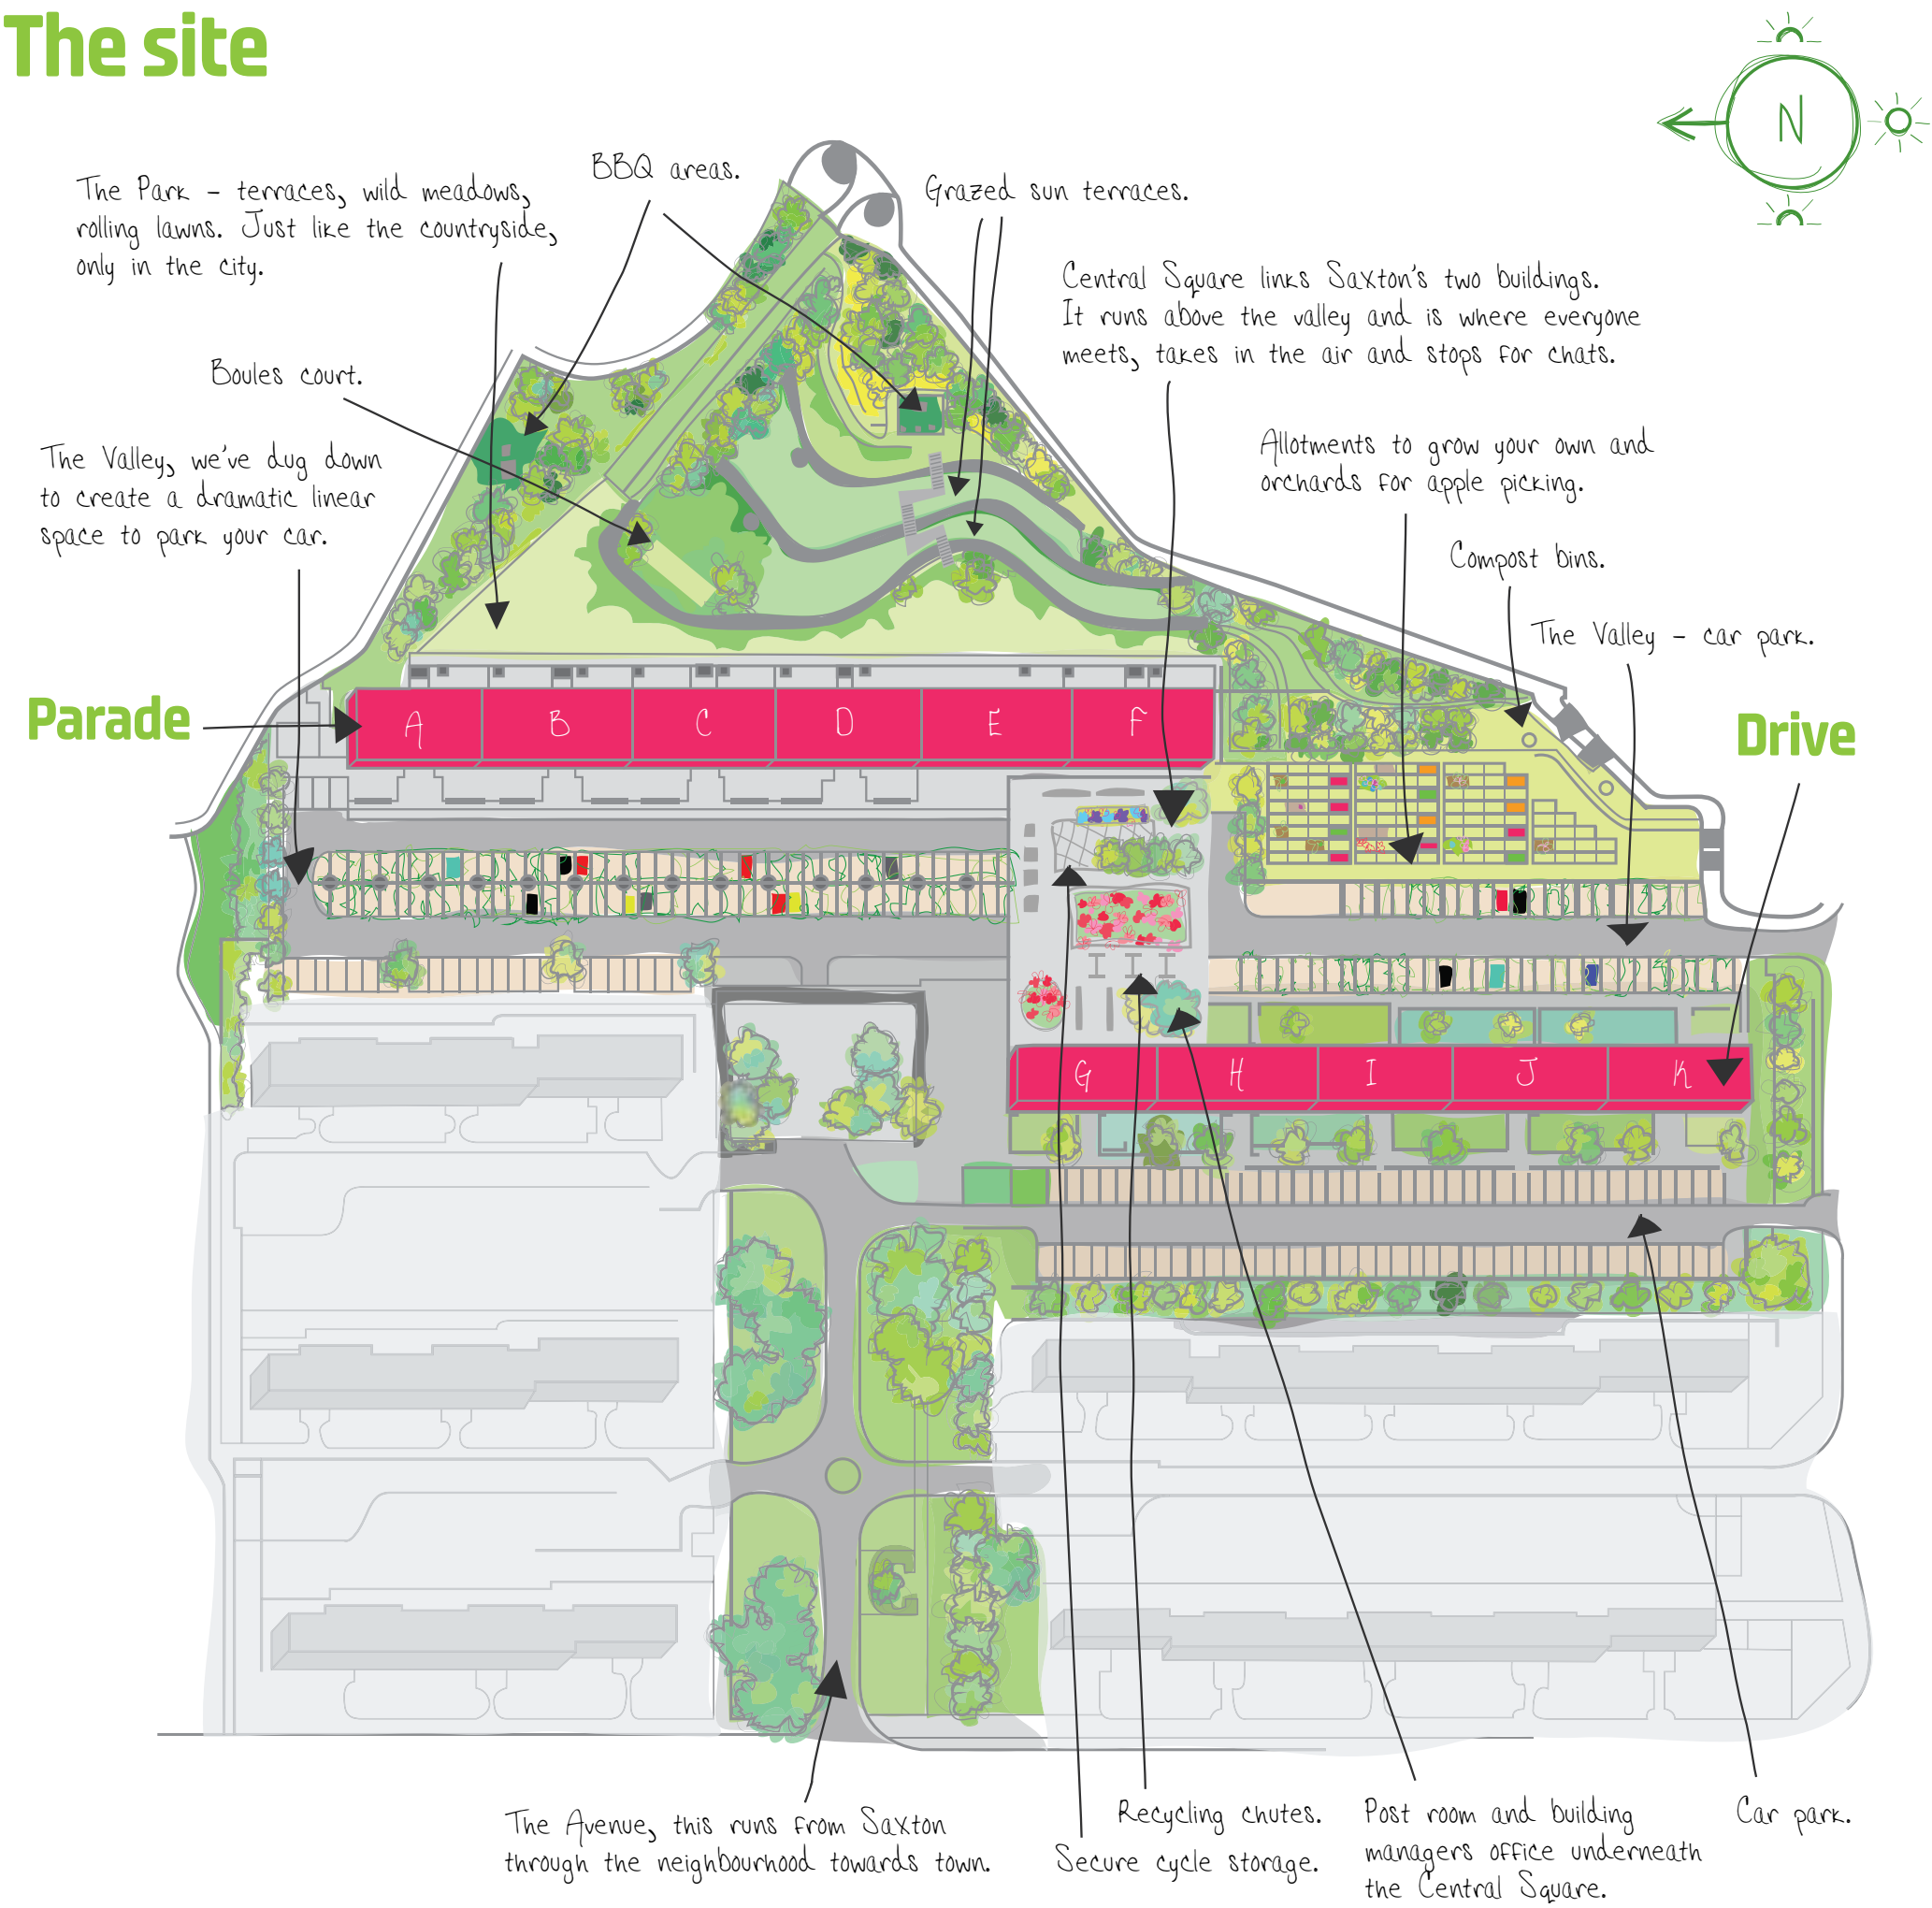 The site
N
BBQ areas.
The Park – terraces, wild meadows,
rolling lawns. Just like the countryside,
only in the city.
Grazed sun terraces.
Central Square links Saxton's two buildings.
It runs above the valley and is where everyone
meets, takes in the air and stops for chats.
Boules court.
The Valley, we've dug down
to create a dramatic linear
space to park your car.
Allotments to grow your own and
orchards for apple picking.
Compost bins.
The Valley – car park.
Parade
A B C D E F
Drive
G H I J K
The Avenue, this runs from Saxton
through the neighbourhood towards town.
Recycling chutes.
Secure cycle storage.
Post room and building
managers office underneath
the Central Square.
Car park.